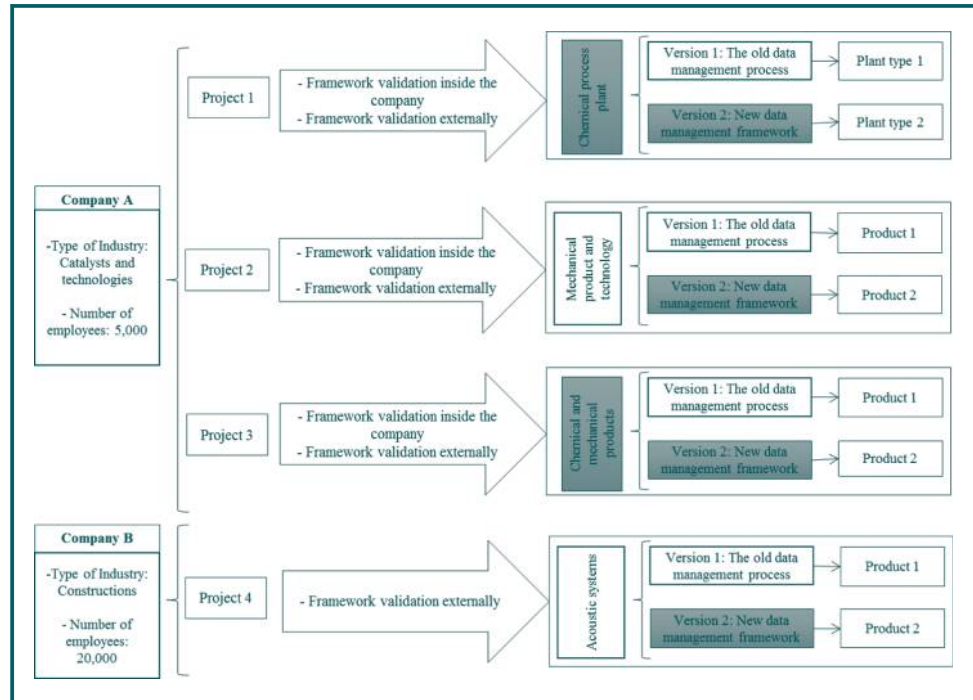 Company A
-Type of Industry:
Catalysts and
technologies
- Number of
employees: 5,000
Project 1
- Framework validation inside the
company
- Framework validation externally
Chemical process
plant
Version 1: The old data
management process
Plant type 1
Version 2: New data
management framework
Plant type 2
Project 2
- Framework validation inside the
company
- Framework validation externally
Mechanical
product and
technology
Version 1: The old data
management process
Product 1
Version 2: New data
management framework
Product 2
Project 3
- Framework validation inside the
company
- Framework validation externally
Chemical and
mechanical
products
Version 1: The old data
management process
Product 1
Version 2: New data
management framework
Product 2
Company B
-Type of Industry:
Constructions
- Number of
employees:
20,000
Project 4
- Framework validation externally
Acoustic systems
Version 1: The old data
management process
Product 1
Version 2: New data
management framework
Product 2